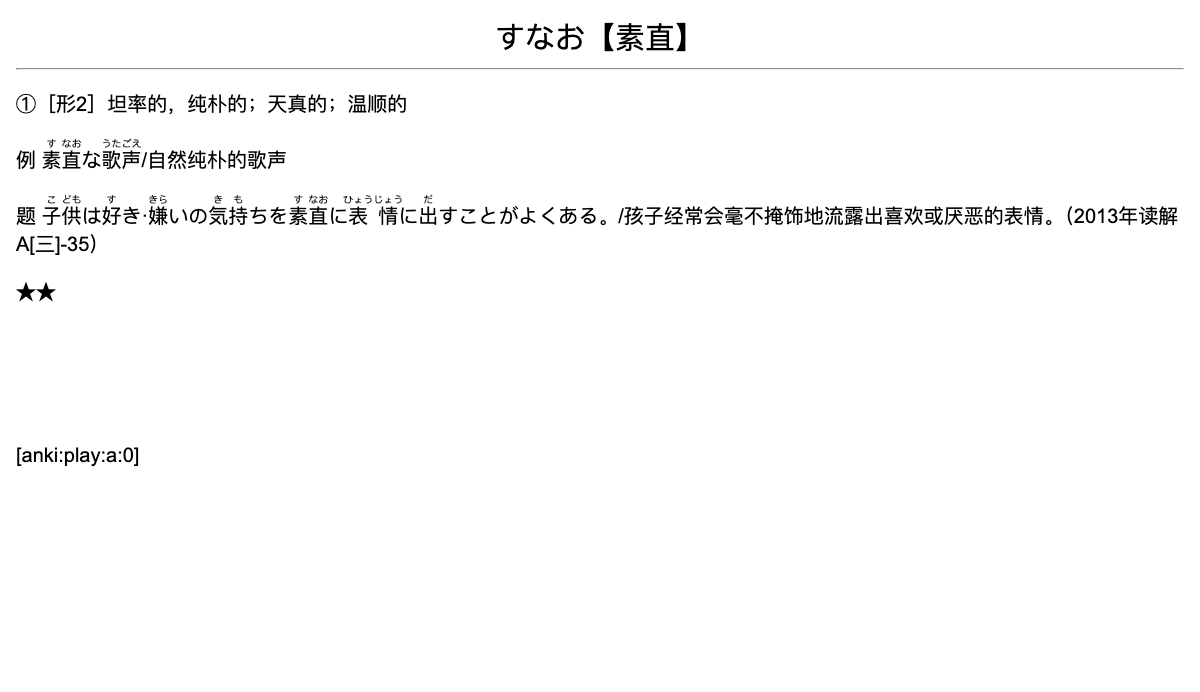 すなお【素直】
①［形2］坦率的，纯朴的；天真的；温顺的
す なお うたごえ
例 素直な歌声/自然纯朴的歌声
こ ども す きら き も す なお ひょうじょう だ
题 子供は好き·嫌いの気持ちを素直に表情に出すことがよくある。/孩子经常会毫不掩饰地流露出喜欢或厌恶的表情。（2013年读解
A[三]-35）
★★
[anki:play:a:0]